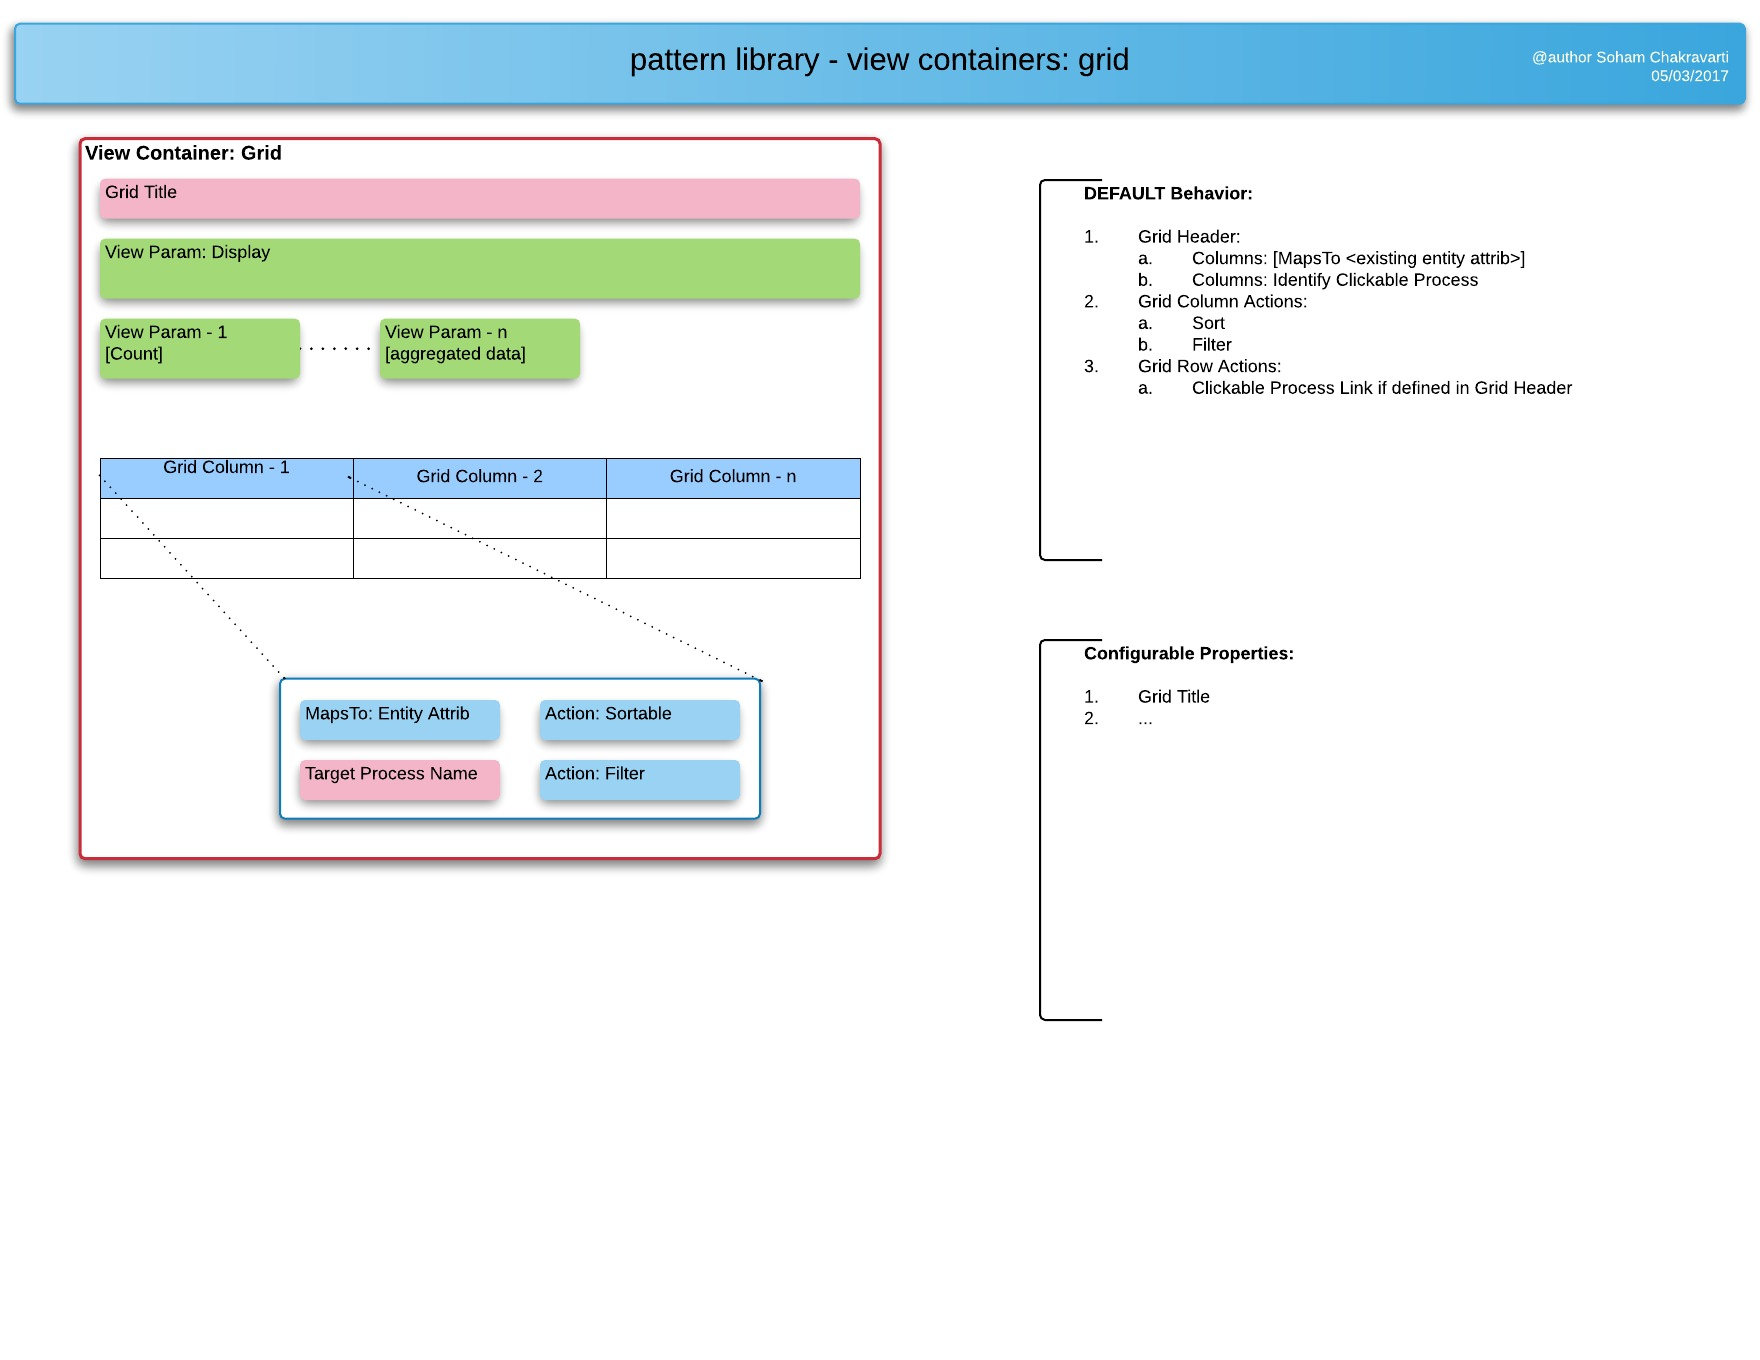 pattern library - view containers: grid
@author Soham Chakravarti
05/03/2017
View Container: Grid
Grid Title
View Param: Display
View Param - 1
[Count]
View Param - n
[aggregated data]
Grid Column - 1
Grid Column - 2
Grid Column - n
MapsTo: Entity Attrib
Action: Sortable
Target Process Name
Action: Filter
DEFAULT Behavior:
1. Grid Header:
a. Columns: [MapsTo <existing entity attrib>]
b. Columns: Identify Clickable Process
2. Grid Column Actions:
a. Sort
b. Filter
3. Grid Row Actions:
a. Clickable Process Link if defined in Grid Header
Configurable Properties:
1. Grid Title
2. ...